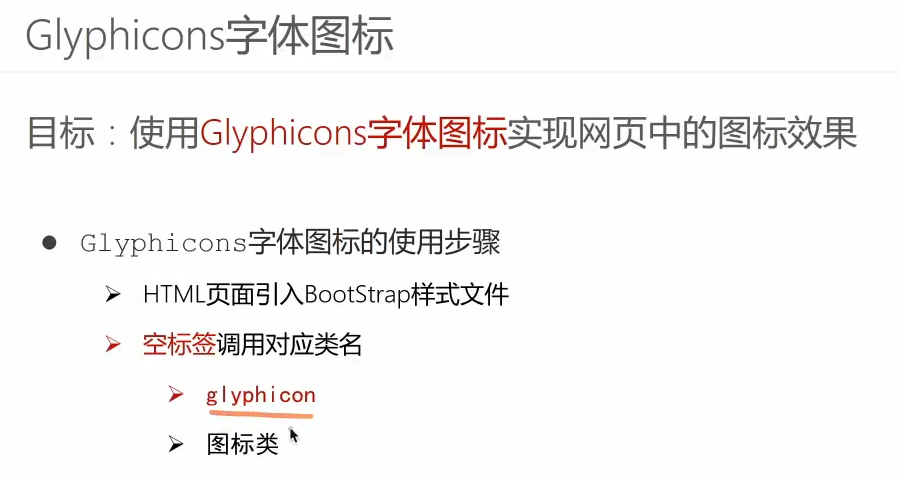 Glyphicons字体图标
目标：使用Glyphicons字体图标实现网页中的图标效果
Glyphicons字体图标的使用步骤
HTML页面引入BootStrap样式文件
空标签调用对应类名
glyphicon
图标类